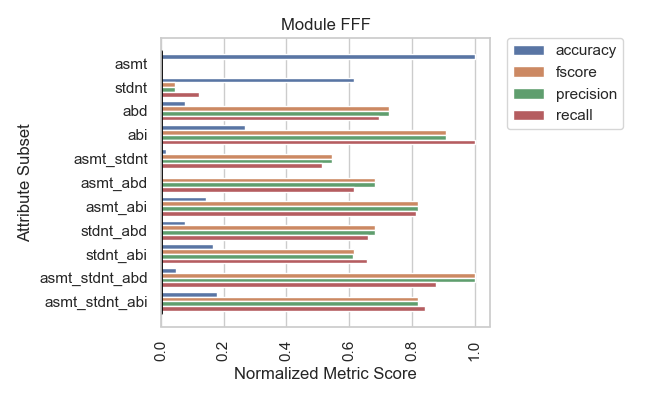 Module FFF
accuracy
fscore
precision
recall
Attribute Subset
asmt
stdnt
abd
abi
asmt_stdnt
asmt_abd
asmt_abi
stdnt_abd
stdnt_abi
asmt_stdnt_abd
asmt_stdnt_abi
0.0 0.2 0.4 0.6 0.8 1.0
Normalized Metric Score